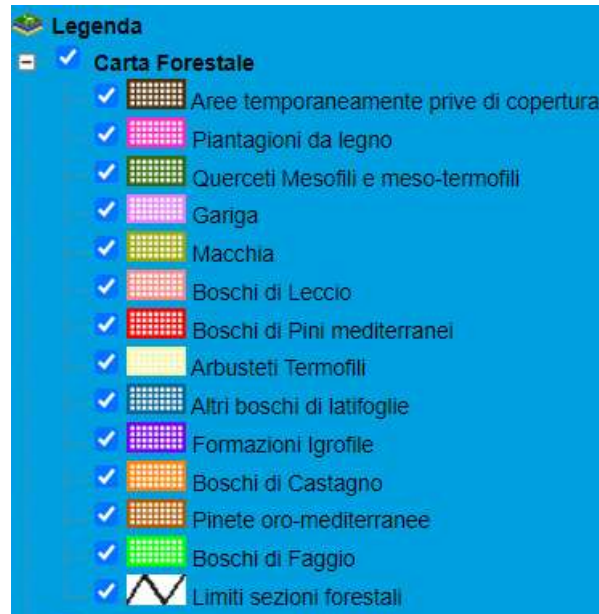 Legenda
Carta Forestale
Aree temporaneamente prive di copertura
Piantagioni da legno
Querceti Mesofili e meso-termofili
Gariga
Macchia
Boschi di Leccio
Boschi di Pini mediterranei
Arbusteti Termofili
Altri boschi di latifoglie
Formazioni Igrofile
Boschi di Castagno
Pinete oro-mediterranee
Boschi di Faggio
Limiti sezioni forestali